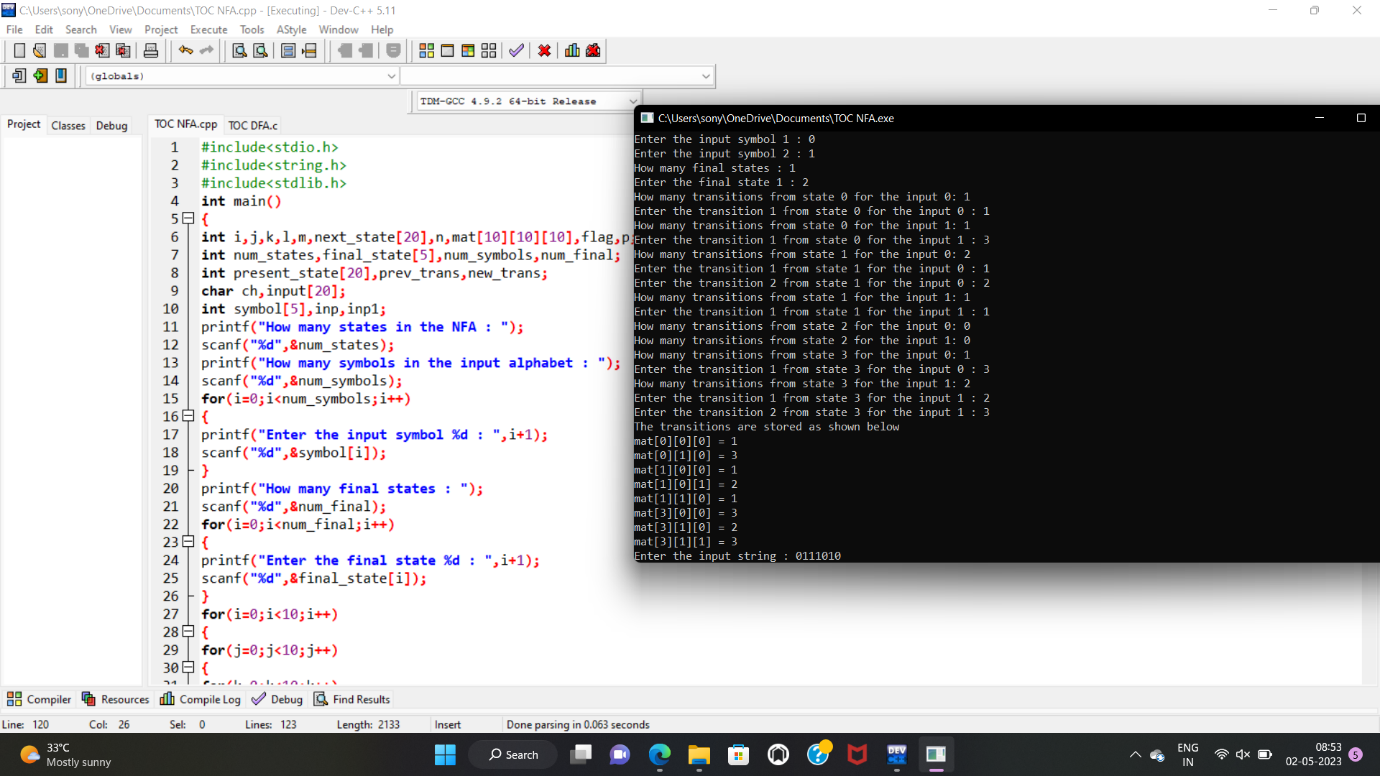 C:\Users\sony\OneDrive\Documents\TOC NFA.cpp - [Executing] - Dev-C++ 5.11
File Edit Search View Project Execute Tools AStyle Window Help
(globals)
TDM-GCC 4.9.2 64-bit Release
Project Classes Debug
TOC NFA.cpp TOC DFA.c
1 #include<stdio.h>
2 #include<string.h>
3 #include<stdlib.h>
4 int main()
5 {
6 int i,j,k,l,m,next_state[20],n,mat[10][10][10],flag,p
7 int num_states,final_state[5],num_symbols,num_final;
8 int present_state[20],prev_trans,new_trans;
9 char ch,input[20];
10 int symbol[5],inp,inp1;
11 printf("How many states in the NFA : ");
12 scanf("%d",&num_states);
13 printf("How many symbols in the input alphabet : ");
14 scanf("%d",&num_symbols);
15 for(i=0;i<num_symbols;i++)
16 {
17 printf("Enter the input symbol %d : ",i+1);
18 scanf("%d",&symbol[i]);
19 }
20 printf("How many final states : ");
21 scanf("%d",&num_final);
22 for(i=0;i<num_final;i++)
23 {
24 printf("Enter the final state %d : ",i+1);
25 scanf("%d",&final_state[i]);
26 }
27 for(i=0;i<10;i++)
28 {
29 for(j=0;j<10;j++)
30 {
C:\Users\sony\OneDrive\Documents\TOC NFA.exe
Enter the input symbol 1 : 0
Enter the input symbol 2 : 1
How many final states : 1
Enter the final state 1 : 2
How many transitions from state 0 for the input 0: 1
Enter the transition 1 from state 0 for the input 0 : 1
How many transitions from state 0 for the input 1: 1
Enter the transition 1 from state 0 for the input 1 : 3
How many transitions from state 1 for the input 0: 2
Enter the transition 1 from state 1 for the input 0 : 1
Enter the transition 2 from state 1 for the input 0 : 2
How many transitions from state 1 for the input 1: 1
Enter the transition 1 from state 1 for the input 1 : 1
How many transitions from state 2 for the input 0: 0
How many transitions from state 2 for the input 1: 0
How many transitions from state 3 for the input 0: 1
Enter the transition 1 from state 3 for the input 0 : 3
How many transitions from state 3 for the input 1: 2
Enter the transition 1 from state 3 for the input 1 : 2
Enter the transition 2 from state 3 for the input 1 : 3
The transitions are stored as shown below
mat[0][0][0] = 1
mat[0][1][0] = 3
mat[1][0][0] = 1
mat[1][0][1] = 2
mat[1][1][0] = 1
mat[3][0][0] = 3
mat[3][1][0] = 2
mat[3][1][1] = 3
Enter the input string : 0111010
Compiler Resources Compile Log Debug Find Results
Line: 120 Col: 26 Sel: 0 Lines: 123 Length: 2133 Insert Done parsing in 0.063 seconds
33°C
Mostly sunny
Search
DEV
ENG
IN
08:53
02-05-2023
5